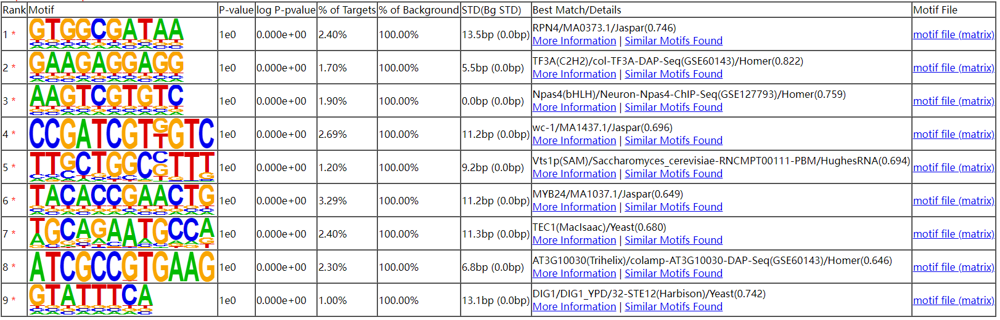 Rank Motif P-value log P-pvalue % of Targets % of Background STD(Bg STD) Best Match/Details Motif File
1 * GTGGCGATAA 1e0 0.000e+00 2.40% 100.00% 13.5bp (0.0bp) RPN4/MA0373.1/Jaspar(0.746)
More Information | Similar Motifs Found motif file (matrix)
2 * GAAGAGGAGG 1e0 0.000e+00 1.70% 100.00% 5.5bp (0.0bp) TF3A(C2H2)/col-TF3A-DAP-Seq(GSE60143)/Homer(0.822)
More Information | Similar Motifs Found motif file (matrix)
3 * AAGTCGTGTC 1e0 0.000e+00 1.90% 100.00% 0.0bp (0.0bp) Npas4(bHLH)/Neuron-Npas4-ChIP-Seq(GSE127793)/Homer(0.759)
More Information | Similar Motifs Found motif file (matrix)
4 * CCGATCGTGGTC 1e0 0.000e+00 2.69% 100.00% 11.2bp (0.0bp) wc-1/MA1437.1/Jaspar(0.696)
More Information | Similar Motifs Found motif file (matrix)
5 * TTGCTGGCCTTT 1e0 0.000e+00 1.20% 100.00% 9.2bp (0.0bp) Vts1p(SAM)/Saccharomyces_cerevisiae-RNCMPT00111-PBM/HughesRNA(0.694)
More Information | Similar Motifs Found motif file (matrix)
6 * TACACCGAACTG 1e0 0.000e+00 3.29% 100.00% 11.2bp (0.0bp) MYB24/MA1037.1/Jaspar(0.649)
More Information | Similar Motifs Found motif file (matrix)
7 * TGCAGAATGCCA 1e0 0.000e+00 2.40% 100.00% 11.3bp (0.0bp) TEC1(MacIsaac)/Yeast(0.680)
More Information | Similar Motifs Found motif file (matrix)
8 * ATCGCCGTGAAG 1e0 0.000e+00 2.30% 100.00% 6.8bp (0.0bp) AT3G10030(Trihelix)/colamp-AT3G10030-DAP-Seq(GSE60143)/Homer(0.646)
More Information | Similar Motifs Found motif file (matrix)
9 * GTATTTCA 1e0 0.000e+00 1.00% 100.00% 13.1bp (0.0bp) DIG1/DIG1_YPD/32-STE12(Harbison)/Yeast(0.742)
More Information | Similar Motifs Found motif file (matrix)